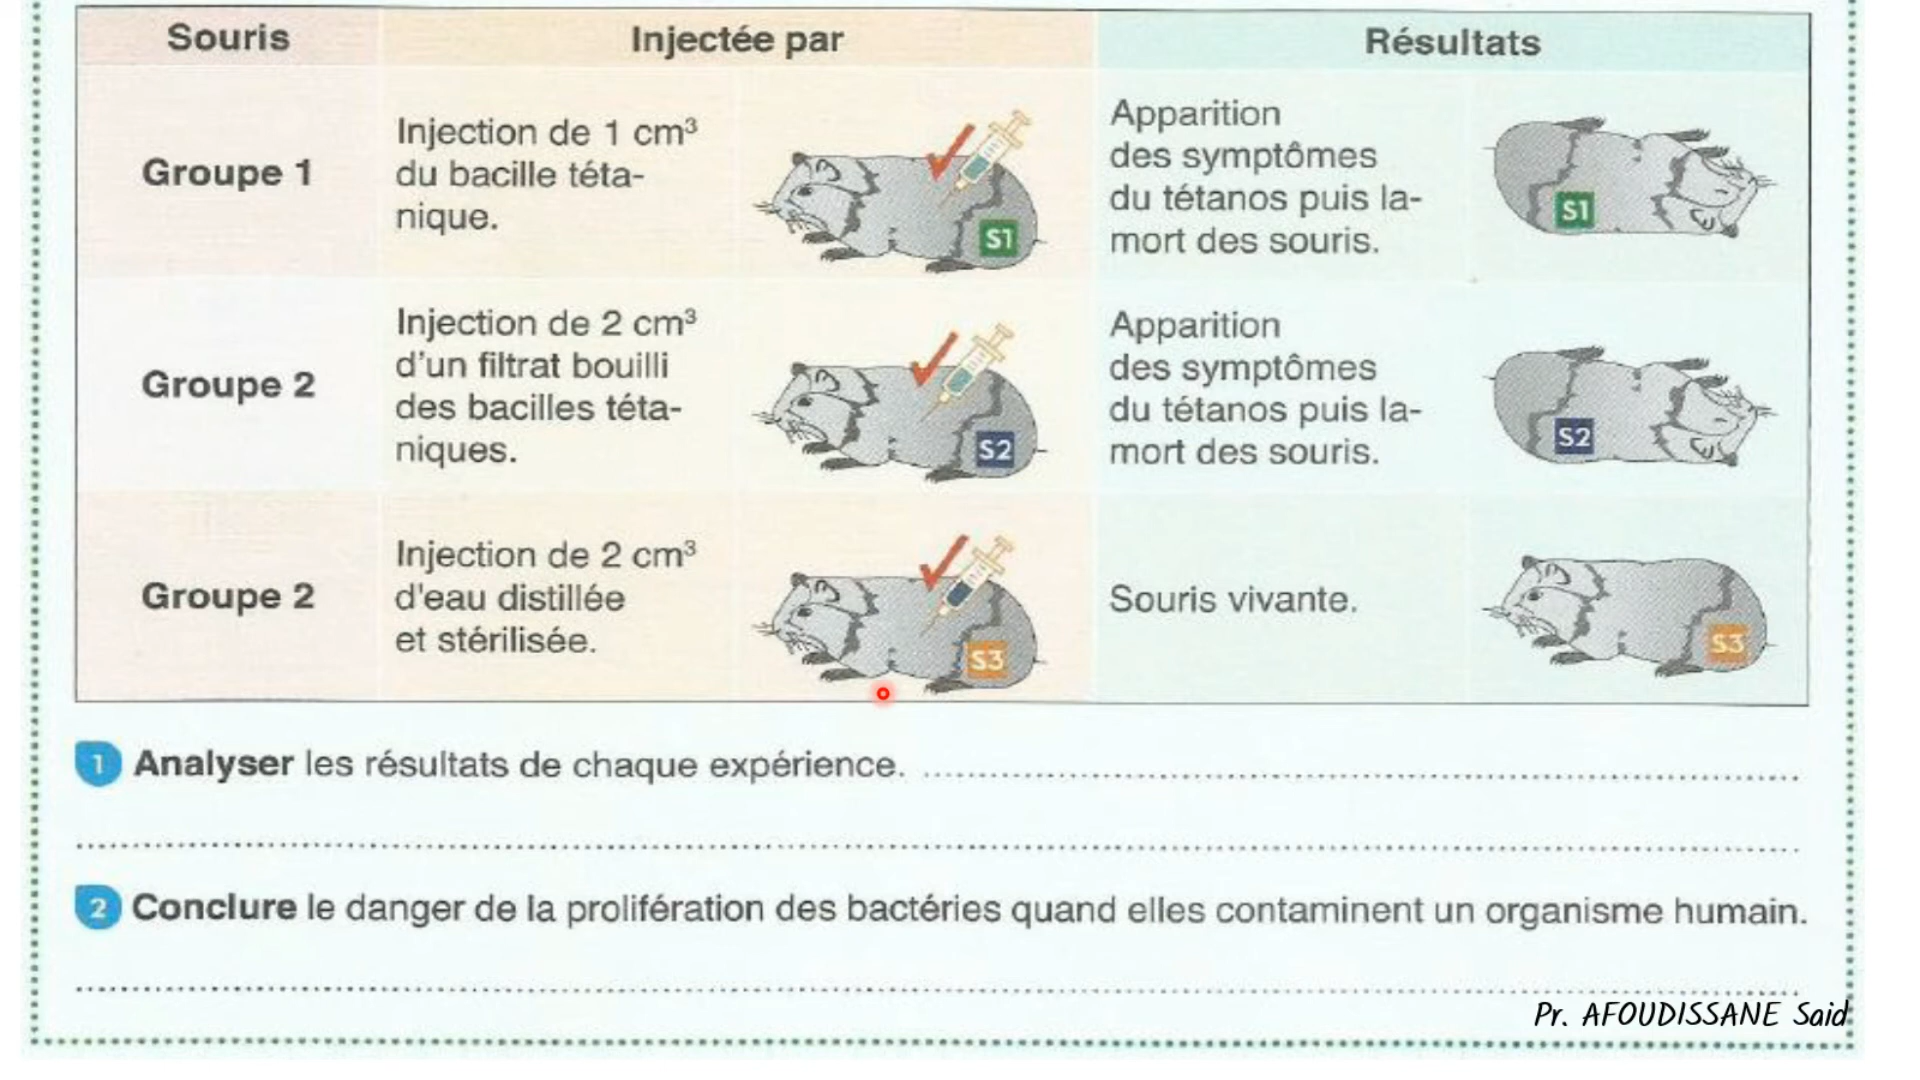 Souris Injectée par Résultats
Groupe 1
Injection de 1 cm³
du bacille téta-
nique.
S1
Apparition
des symptômes
du tétanos puis la-
mort des souris.
S1
Groupe 2
Injection de 2 cm³
d'un filtrat bouilli
des bacilles téta-
niques.
S2
Apparition
des symptômes
du tétanos puis la-
mort des souris.
S2
Groupe 2
Injection de 2 cm³
d'eau distillée
et stérilisée.
S3
Souris vivante.
S3
1 Analyser les résultats de chaque expérience.
2 Conclure le danger de la prolifération des bactéries quand elles contaminent un organisme humain.
Pr. AFOUDISSANE Said